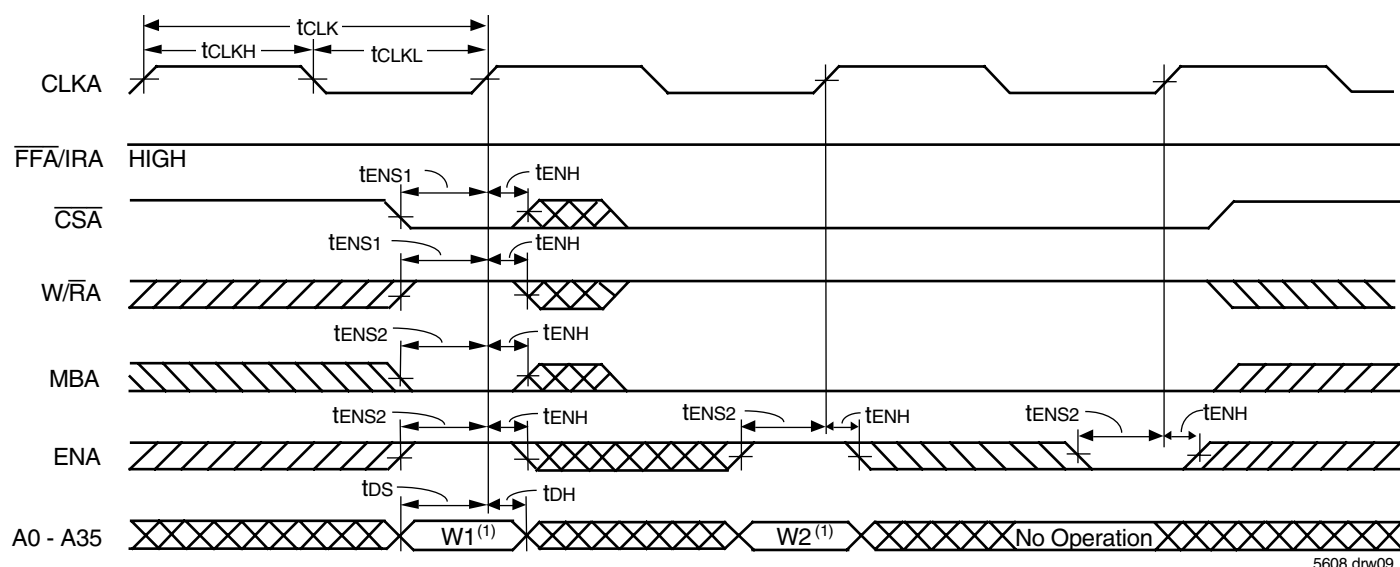 tCLK
tCLKH tCLKL
CLKA
FFA/IRA HIGH
tENS1 tENH
CSA
tENS1 tENH
W/RA
tENS2 tENH
MBA
tENS2 tENH tENS2 tENH tENS2 tENH
ENA
tDS tDH
A0 - A35 W1(1) W2(1) No Operation
5608 drw09